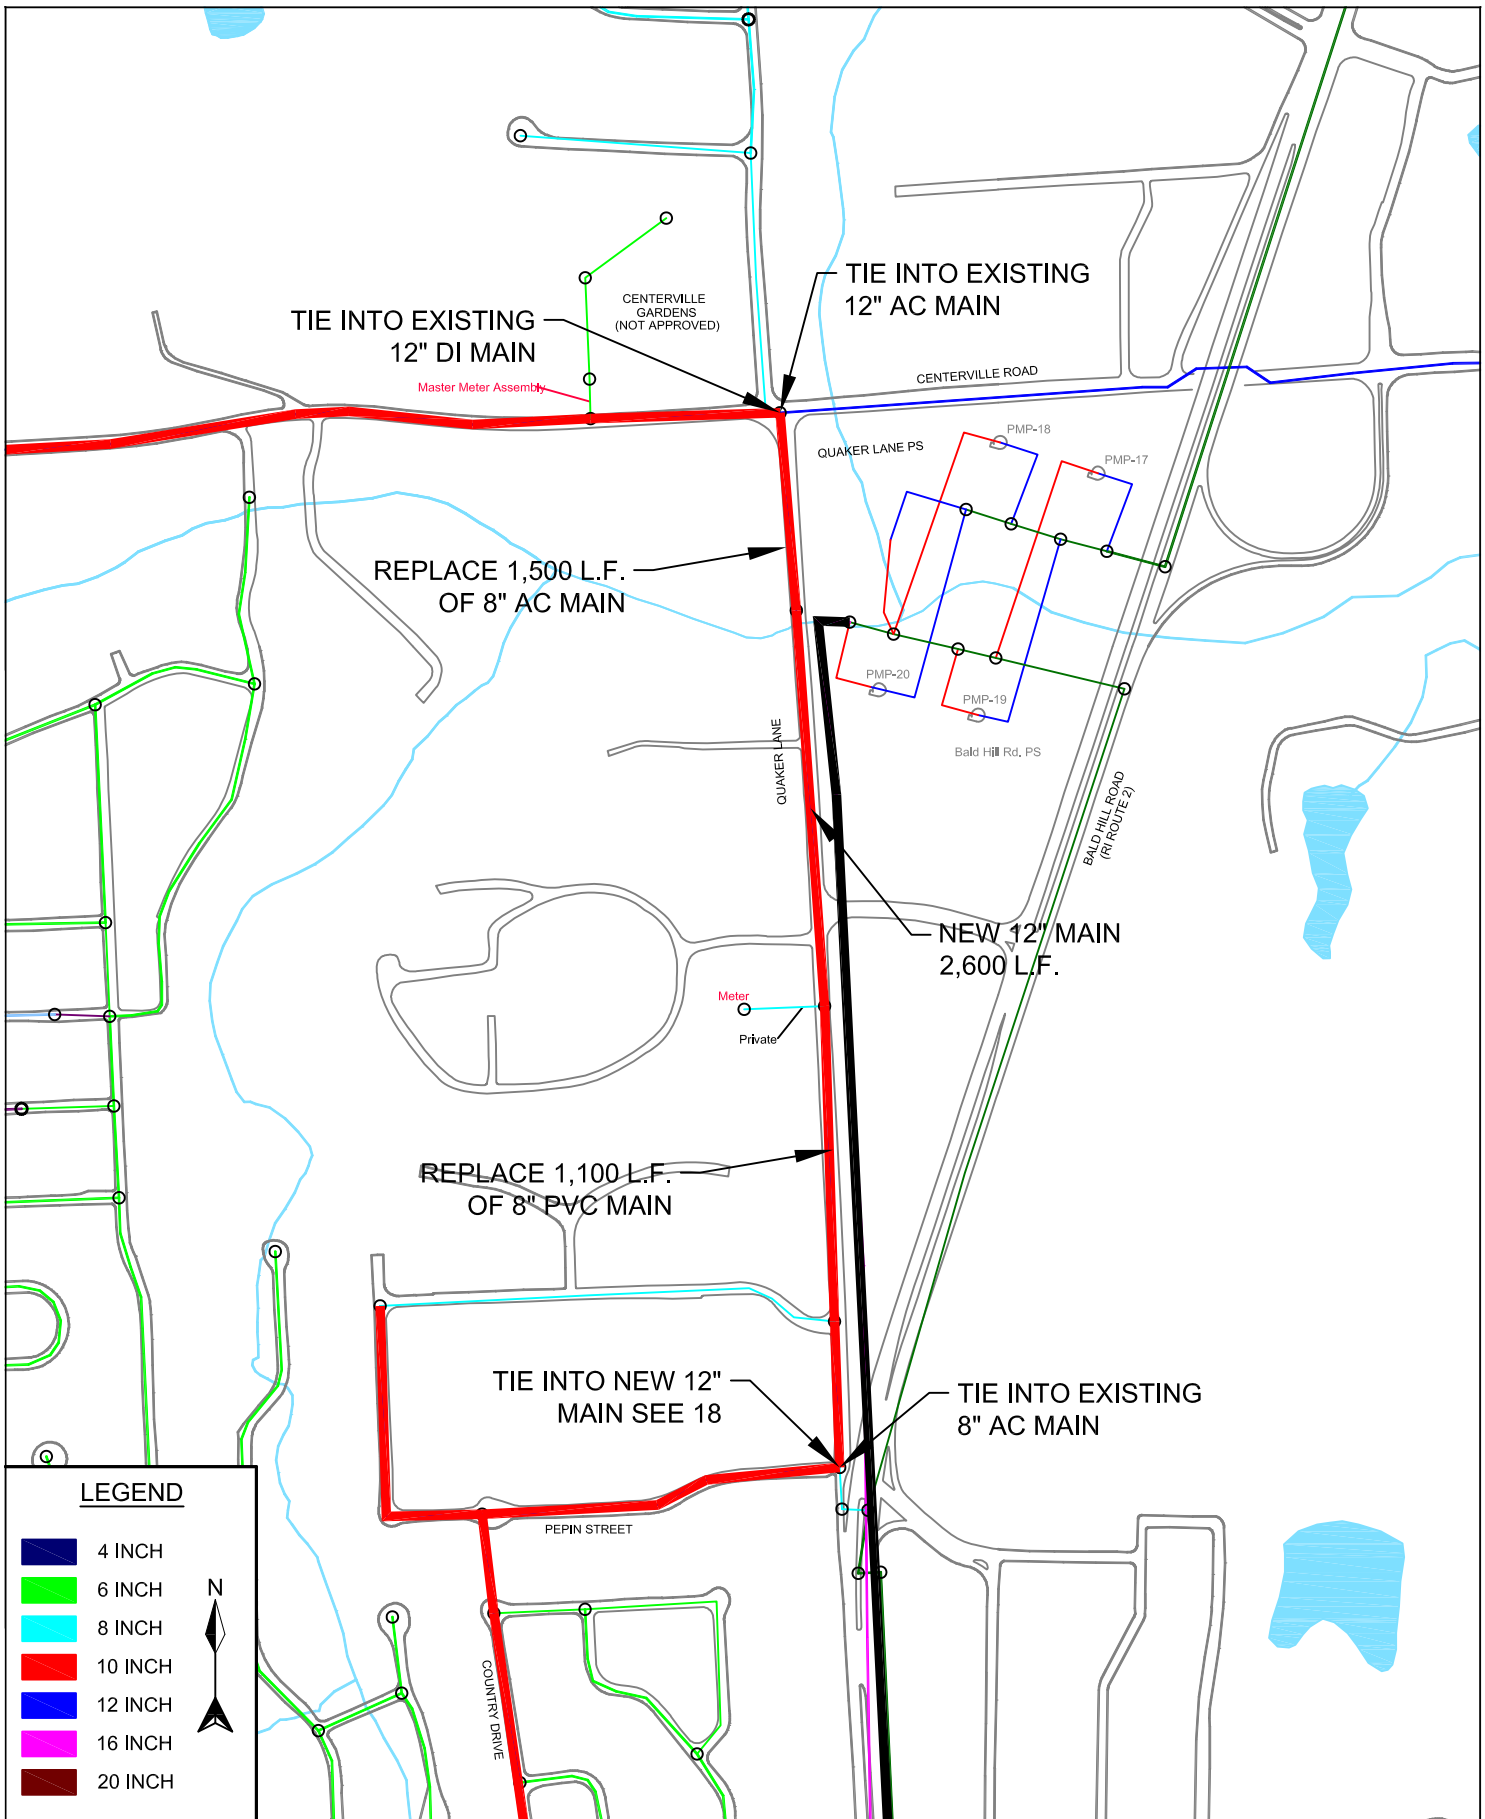 TIE INTO EXISTING
12" AC MAIN
CENTERVILLE
GARDENS
(NOT APPROVED)
TIE INTO EXISTING
12" DI MAIN
Master Meter Assembly
CENTERVILLE ROAD
QUAKER LANE PS
PMP-18
PMP-17
REPLACE 1,500 L.F.
OF 8" AC MAIN
PMP-20
PMP-19
Bald Hill Rd. PS
QUAKER LANE
BALD HILL ROAD
(RI ROUTE 2)
NEW 12" MAIN
2,600 L.F.
Meter
Private
REPLACE 1,100 L.F.
OF 8" PVC MAIN
TIE INTO NEW 12"
MAIN SEE 18
TIE INTO EXISTING
8" AC MAIN
PEPIN STREET
COUNTRY DRIVE
LEGEND
4 INCH
6 INCH
8 INCH
10 INCH
12 INCH
16 INCH
20 INCH
N